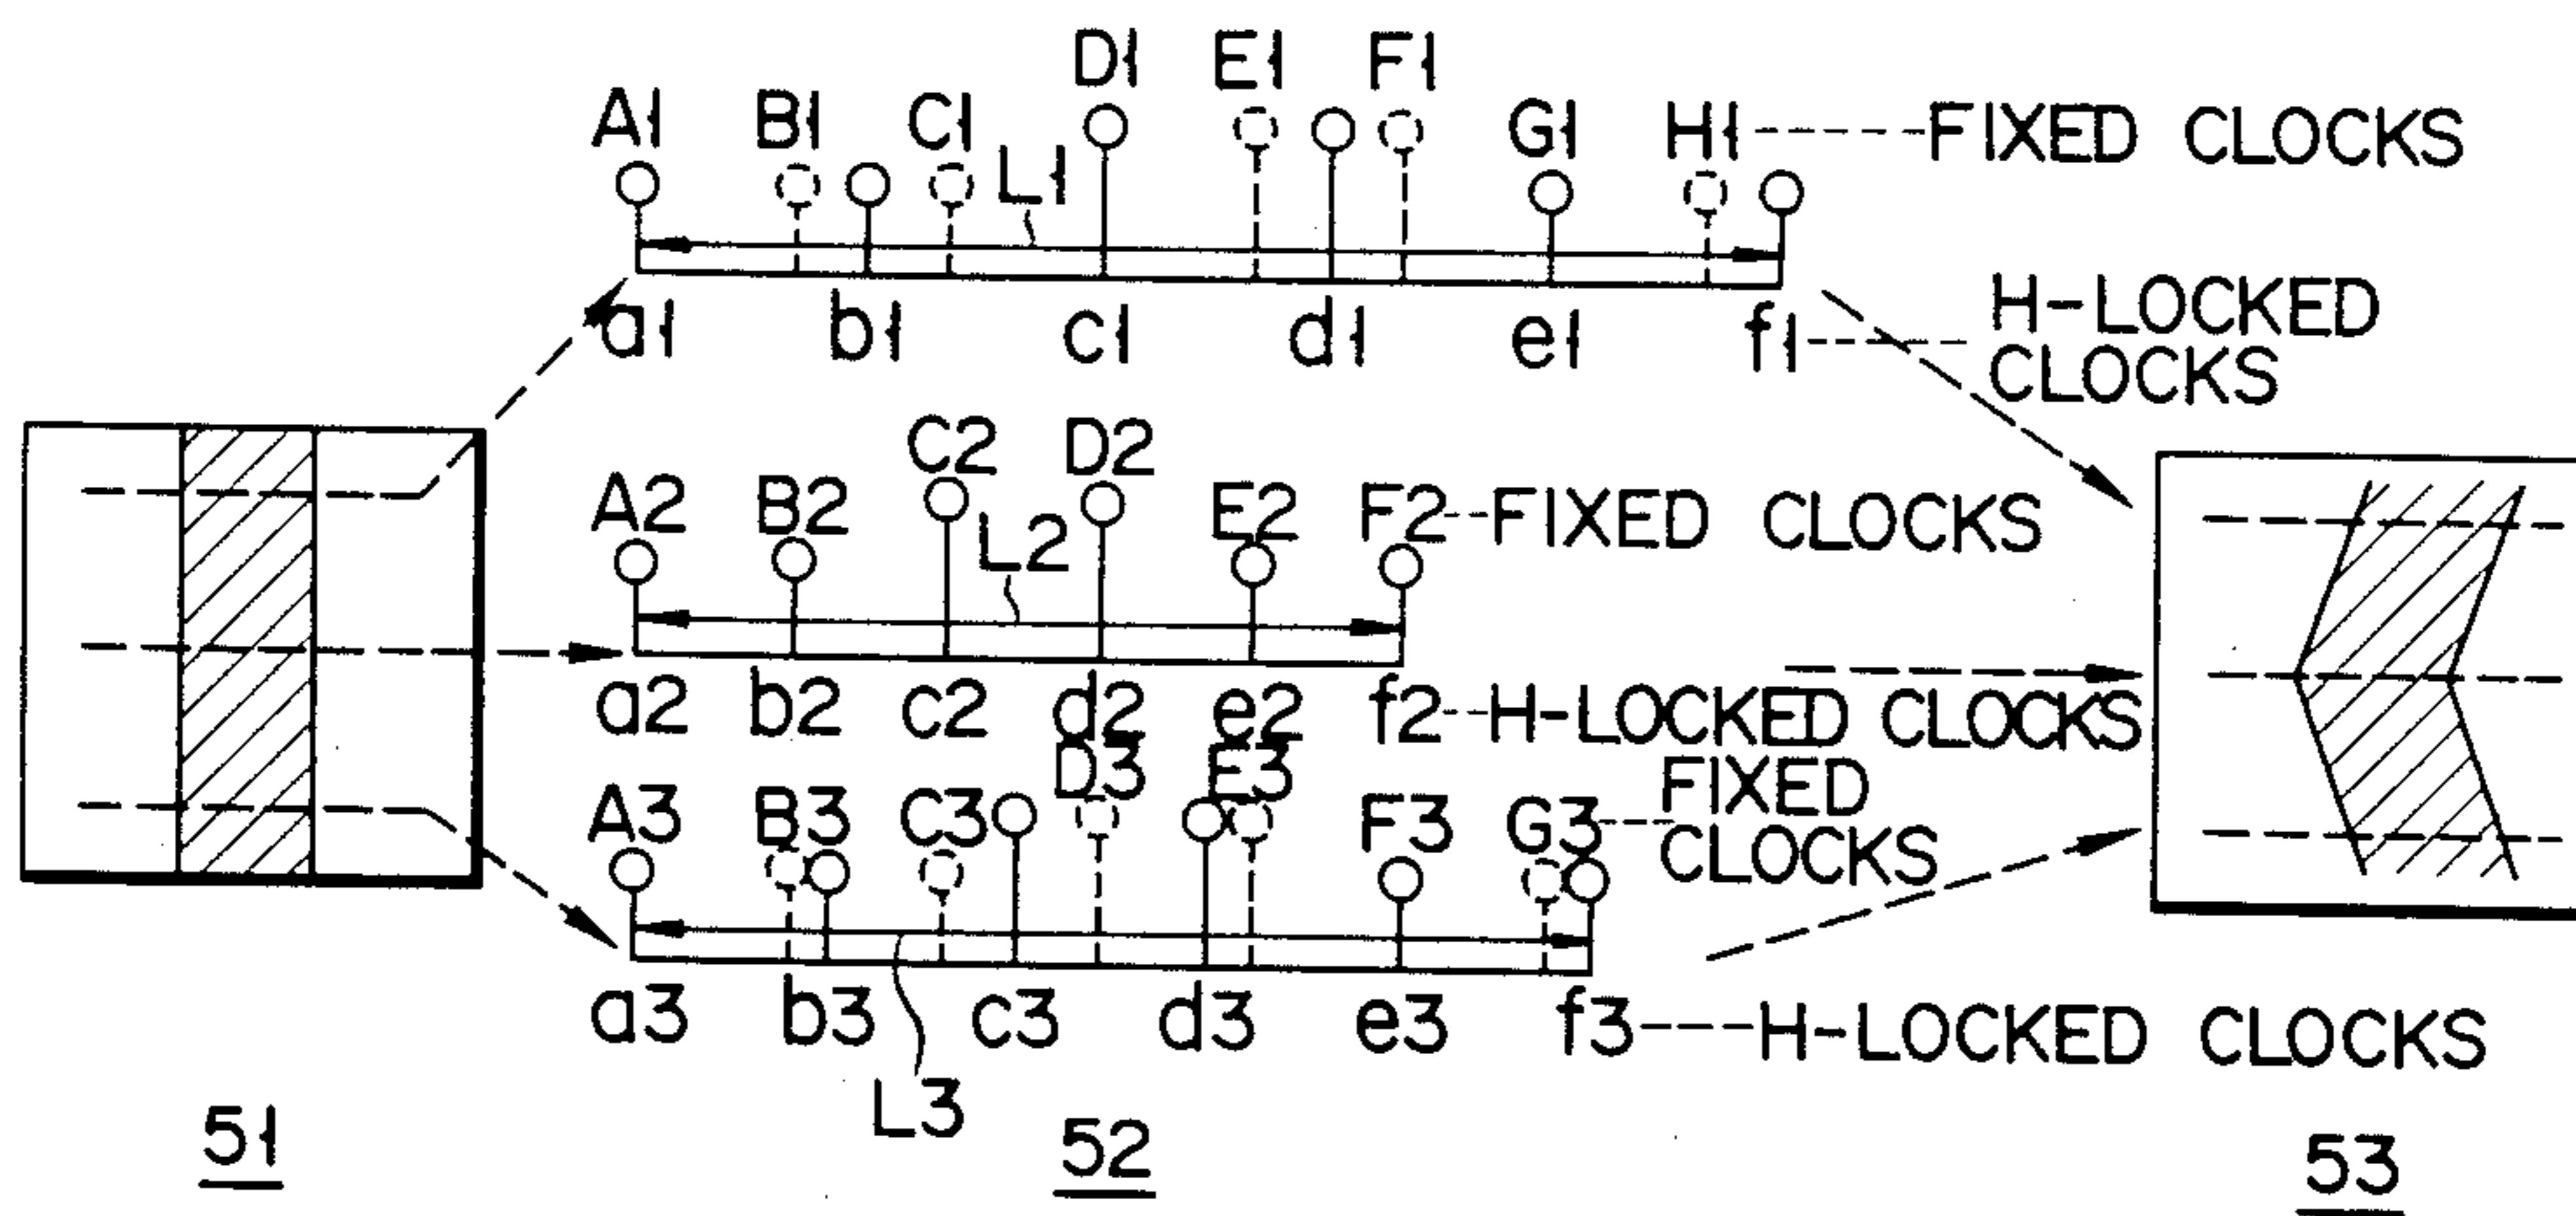 A1 B1 C1 D1 E1 F1 G1 H1 FIXED CLOCKS
L1
a1 b1 c1 d1 e1 f1 H-LOCKED
CLOCKS
A2 B2 C2 D2 E2 F2 FIXED CLOCKS
L2
a2 b2 c2 d2 e2 f2 H-LOCKED CLOCKS
A3 B3 C3 D3 E3 F3 G3 FIXED
CLOCKS
a3 b3 c3 d3 e3 f3 H-LOCKED CLOCKS
L3
51 52 53